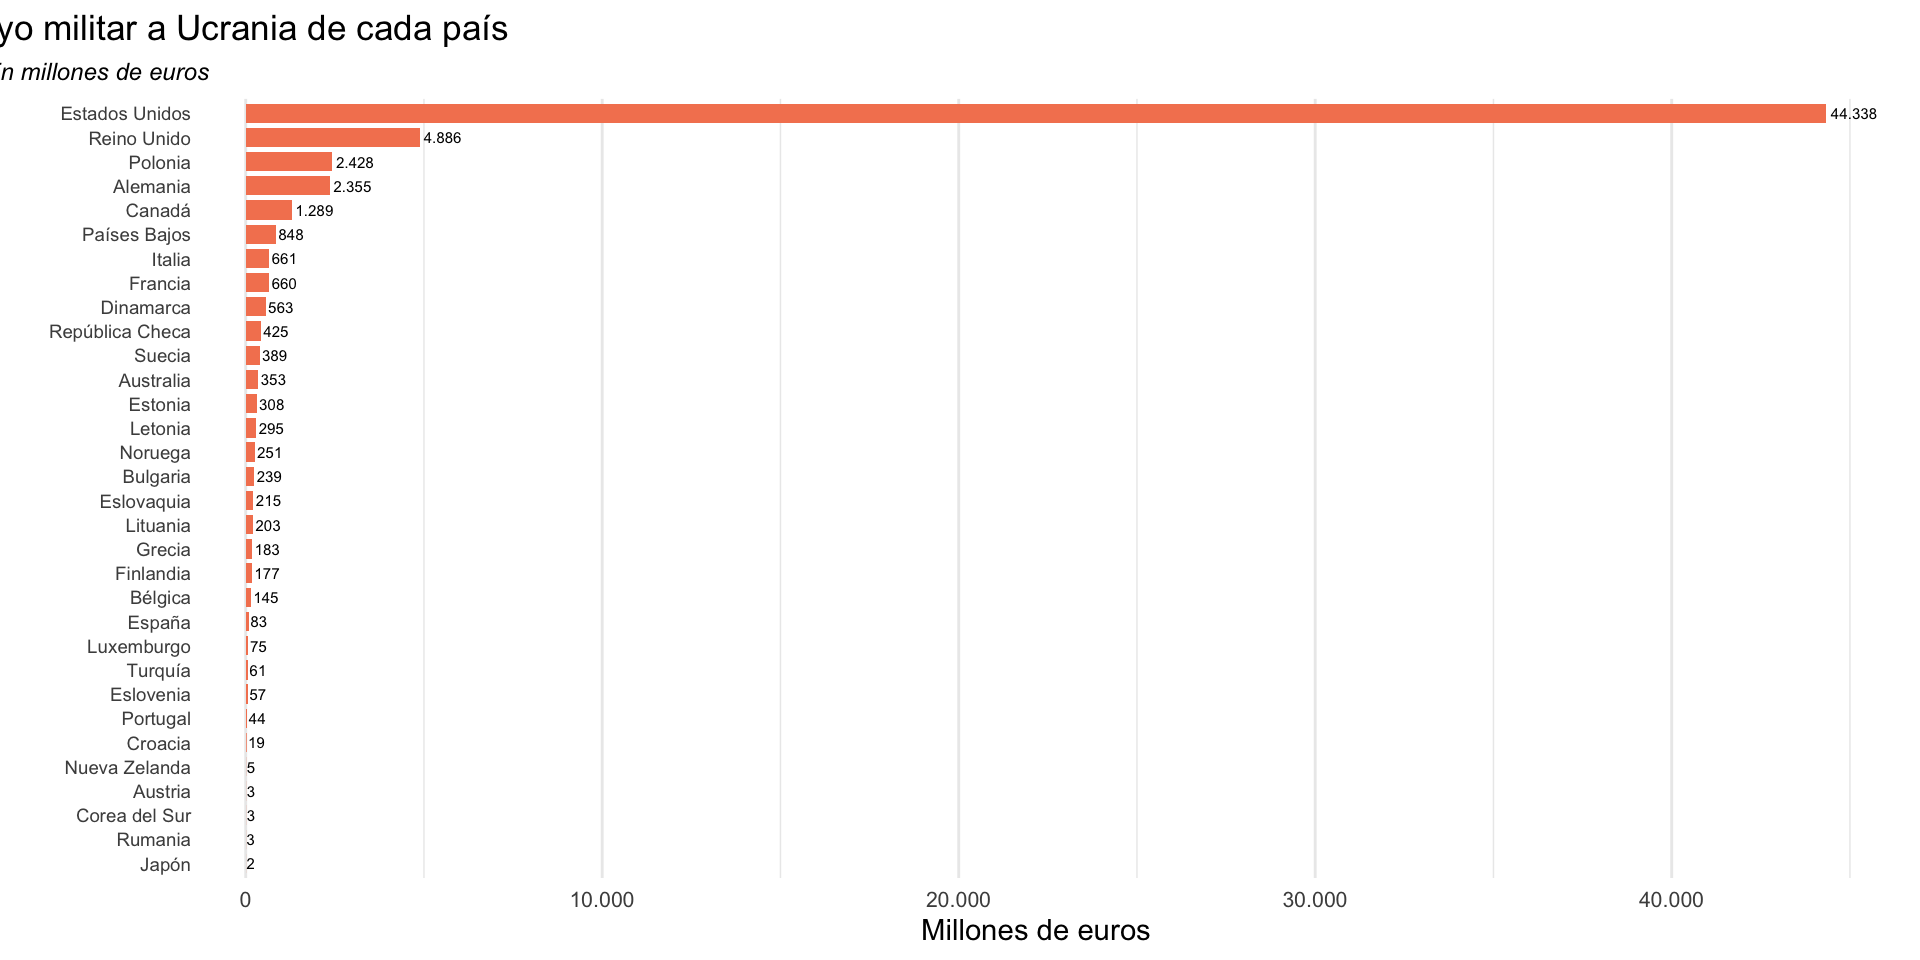 yo militar a Ucrania de cada país
n millones de euros
Estados Unidos 44.338
Reino Unido 4.886
Polonia 2.428
Alemania 2.355
Canadá 1.289
Países Bajos 848
Italia 661
Francia 660
Dinamarca 563
República Checa 425
Suecia 389
Australia 353
Estonia 308
Letonia 295
Noruega 251
Bulgaria 239
Eslovaquia 215
Lituania 203
Grecia 183
Finlandia 177
Bélgica 145
España 83
Luxemburgo 75
Turquía 61
Eslovenia 57
Portugal 44
Croacia 19
Nueva Zelanda 5
Austria 3
Corea del Sur 3
Rumania 3
Japón 2
0 10.000 20.000 30.000 40.000
Millones de euros